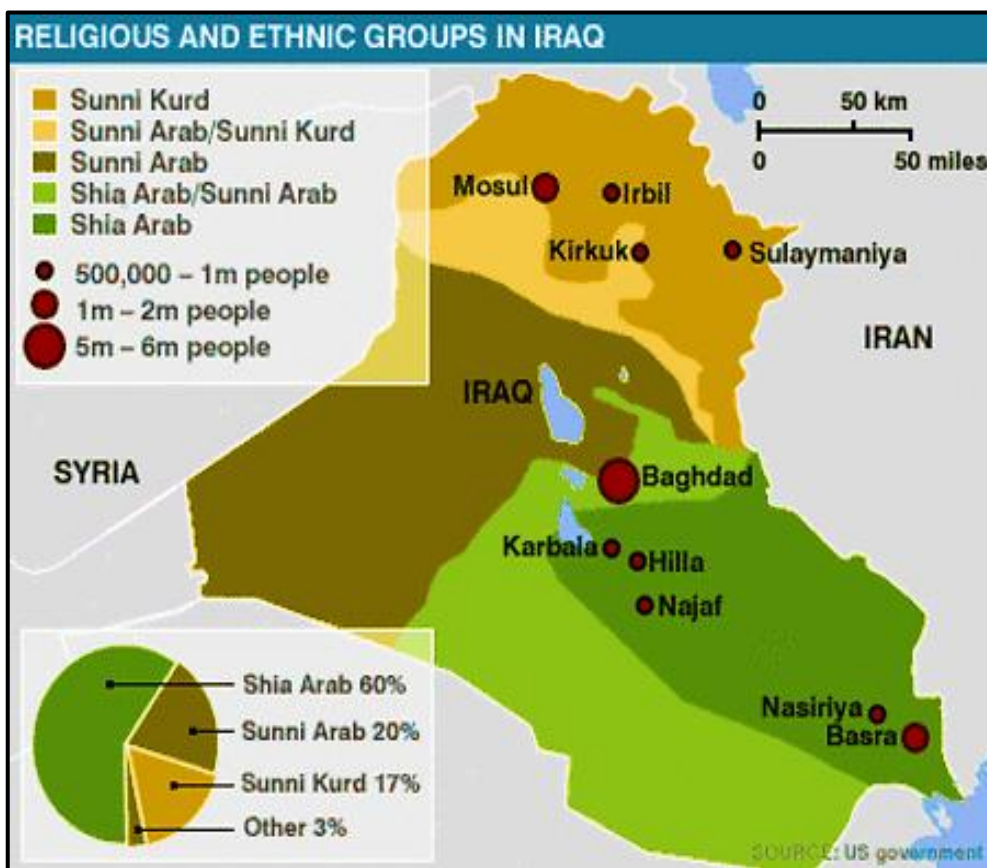 RELIGIOUS AND ETHNIC GROUPS IN IRAQ
Sunni Kurd
Sunni Arab/Sunni Kurd
Sunni Arab
Shia Arab/Sunni Arab
Shia Arab
500,000 – 1m people
1m – 2m people
5m – 6m people
0 50 km
0 50 miles
Mosul
Irbil
Kirkuk
Sulaymaniya
IRAN
IRAQ
SYRIA
Baghdad
Karbala
Hilla
Najaf
Nasiriya
Basra
Shia Arab 60%
Sunni Arab 20%
Sunni Kurd 17%
Other 3%
SOURCE: US government